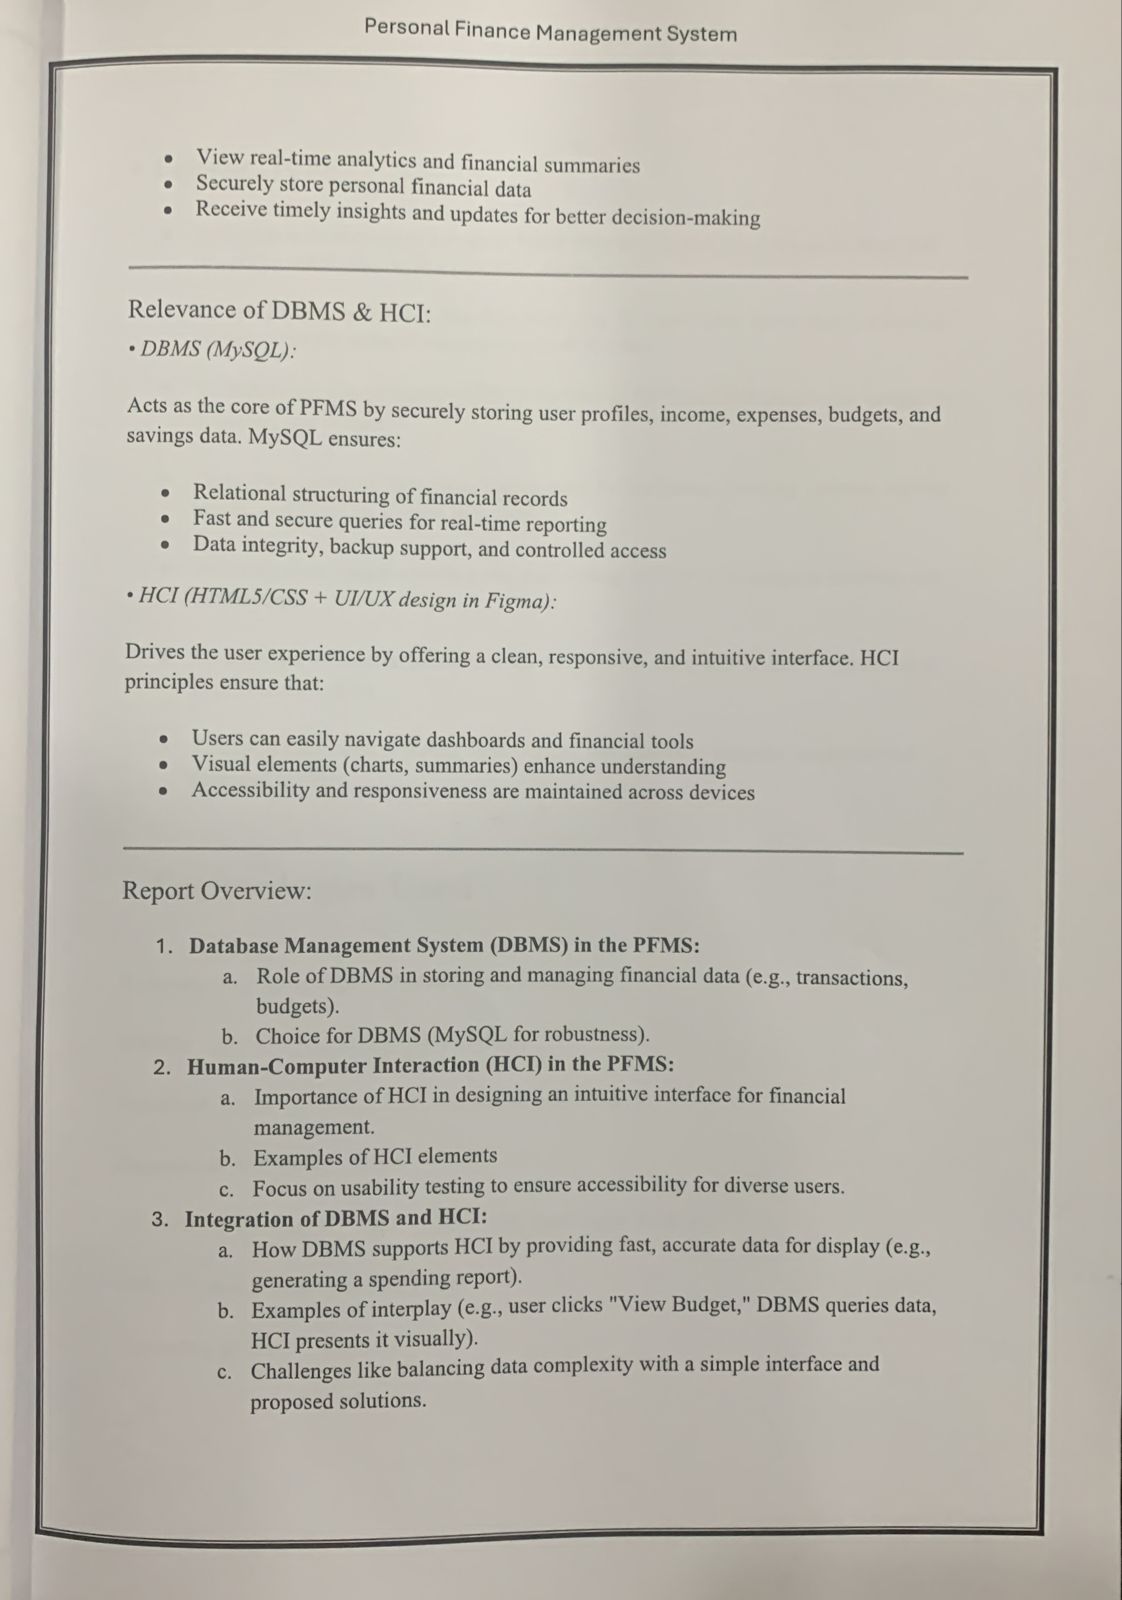 Personal Finance Management System
• View real-time analytics and financial summaries
• Securely store personal financial data
• Receive timely insights and updates for better decision-making
Relevance of DBMS & HCI:
• DBMS (MySQL):
Acts as the core of PFMS by securely storing user profiles, income, expenses, budgets, and
savings data. MySQL ensures:
• Relational structuring of financial records
• Fast and secure queries for real-time reporting
• Data integrity, backup support, and controlled access
• HCI (HTML5/CSS + UI/UX design in Figma):
Drives the user experience by offering a clean, responsive, and intuitive interface. HCI
principles ensure that:
• Users can easily navigate dashboards and financial tools
• Visual elements (charts, summaries) enhance understanding
• Accessibility and responsiveness are maintained across devices
Report Overview:
1. Database Management System (DBMS) in the PFMS:
a. Role of DBMS in storing and managing financial data (e.g., transactions,
budgets).
b. Choice for DBMS (MySQL for robustness).
2. Human-Computer Interaction (HCI) in the PFMS:
a. Importance of HCI in designing an intuitive interface for financial
management.
b. Examples of HCI elements
c. Focus on usability testing to ensure accessibility for diverse users.
3. Integration of DBMS and HCI:
a. How DBMS supports HCI by providing fast, accurate data for display (e.g.,
generating a spending report).
b. Examples of interplay (e.g., user clicks "View Budget," DBMS queries data,
HCI presents it visually).
c. Challenges like balancing data complexity with a simple interface and
proposed solutions.